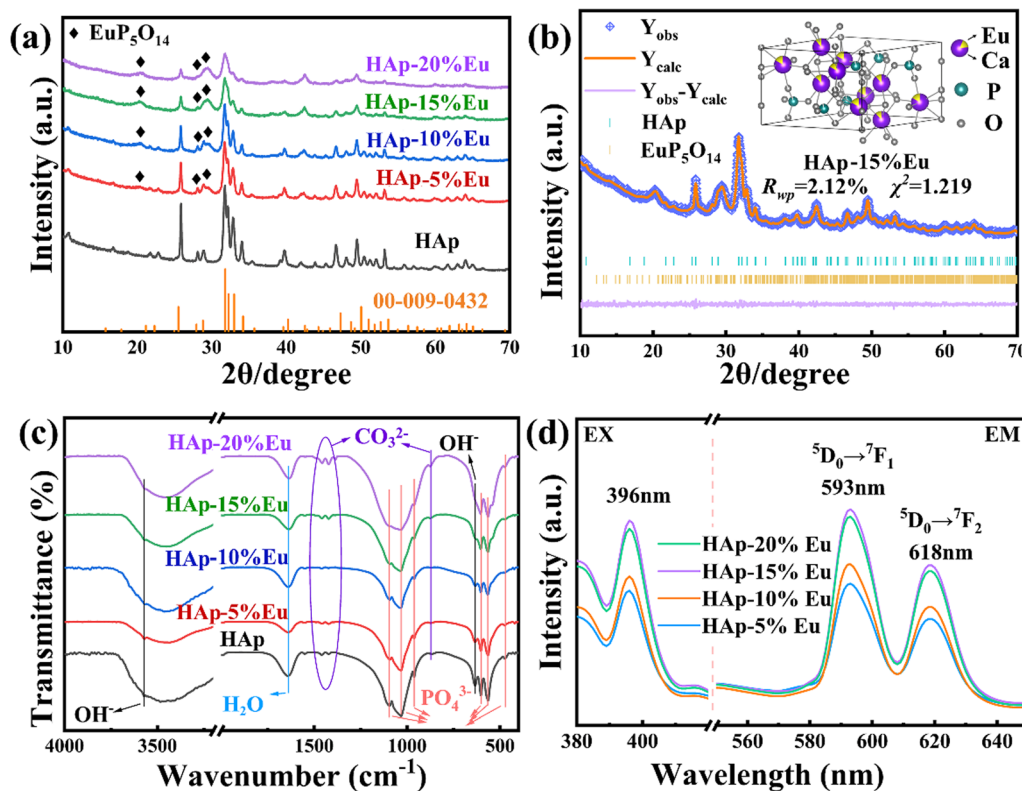 (a)
◆ EuP5O14
HAp-20%Eu
HAp-15%Eu
HAp-10%Eu
HAp-5%Eu
HAp
00-009-0432
Intensity (a.u.)
10 20 30 40 50 60 70
2θ/degree
(b)
Yobs
Ycalc
Yobs-Ycalc
HAp
EuP5O14
Eu
Ca
P
O
HAp-15%Eu
Rwp=2.12% χ²=1.219
Intensity (a.u.)
10 20 30 40 50 60 70
2θ/degree
(c)
HAp-20%Eu
CO3²⁻
OH⁻
HAp-15%Eu
HAp-10%Eu
HAp-5%Eu
HAp
OH⁻
H2O
PO4³⁻
Transmittance (%)
4000 3500 1500 1000 500
Wavenumber (cm⁻¹)
(d)
EX
EM
396nm
⁵D0→⁷F1
593nm
⁵D0→⁷F2
618nm
HAp-20% Eu
HAp-15% Eu
HAp-10% Eu
HAp-5% Eu
Intensity (a.u.)
380 400 560 580 600 620 640
Wavelength (nm)